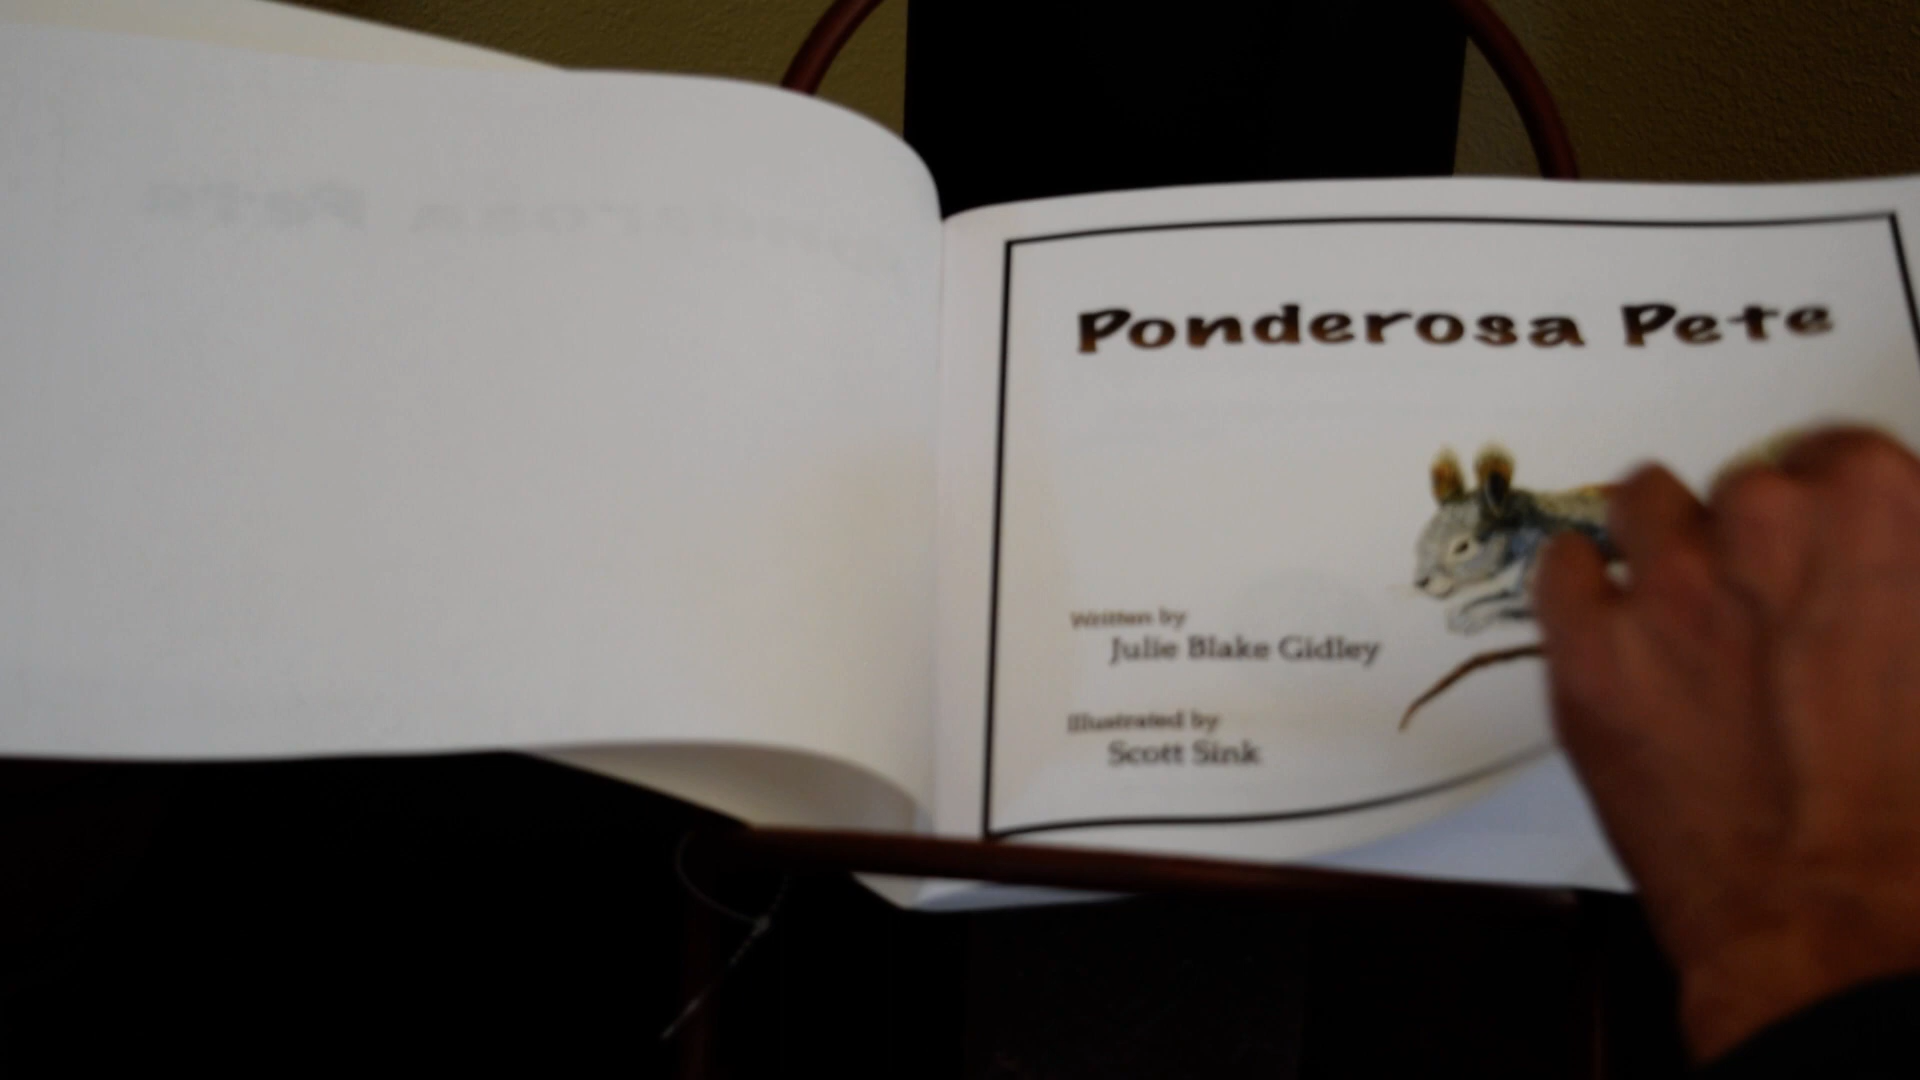 Ponderosa Pete
Written by
Julie Blake Gidley
Illustrated by
Scott Sink